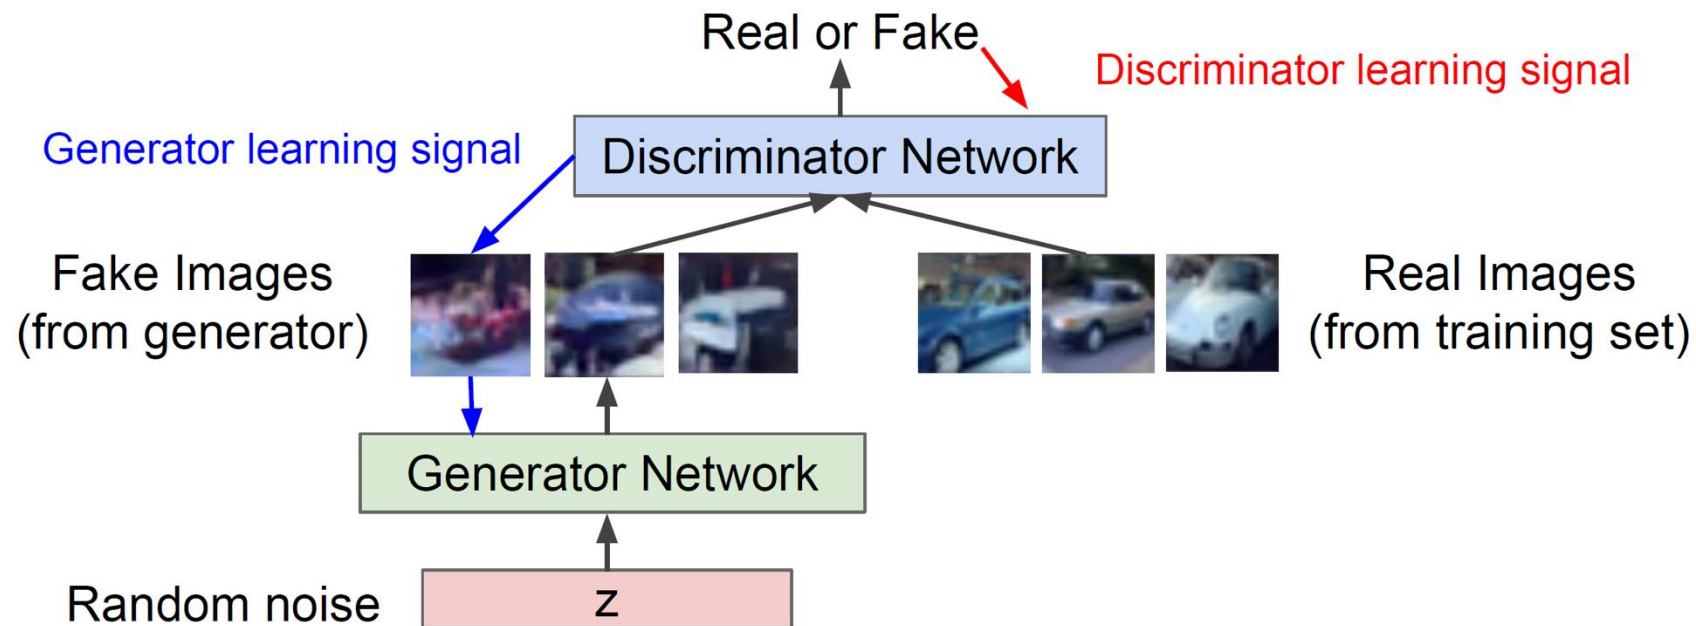 Real or Fake
Discriminator learning signal
Generator learning signal
Discriminator Network
Fake Images
(from generator)
Real Images
(from training set)
Generator Network
Random noise
z